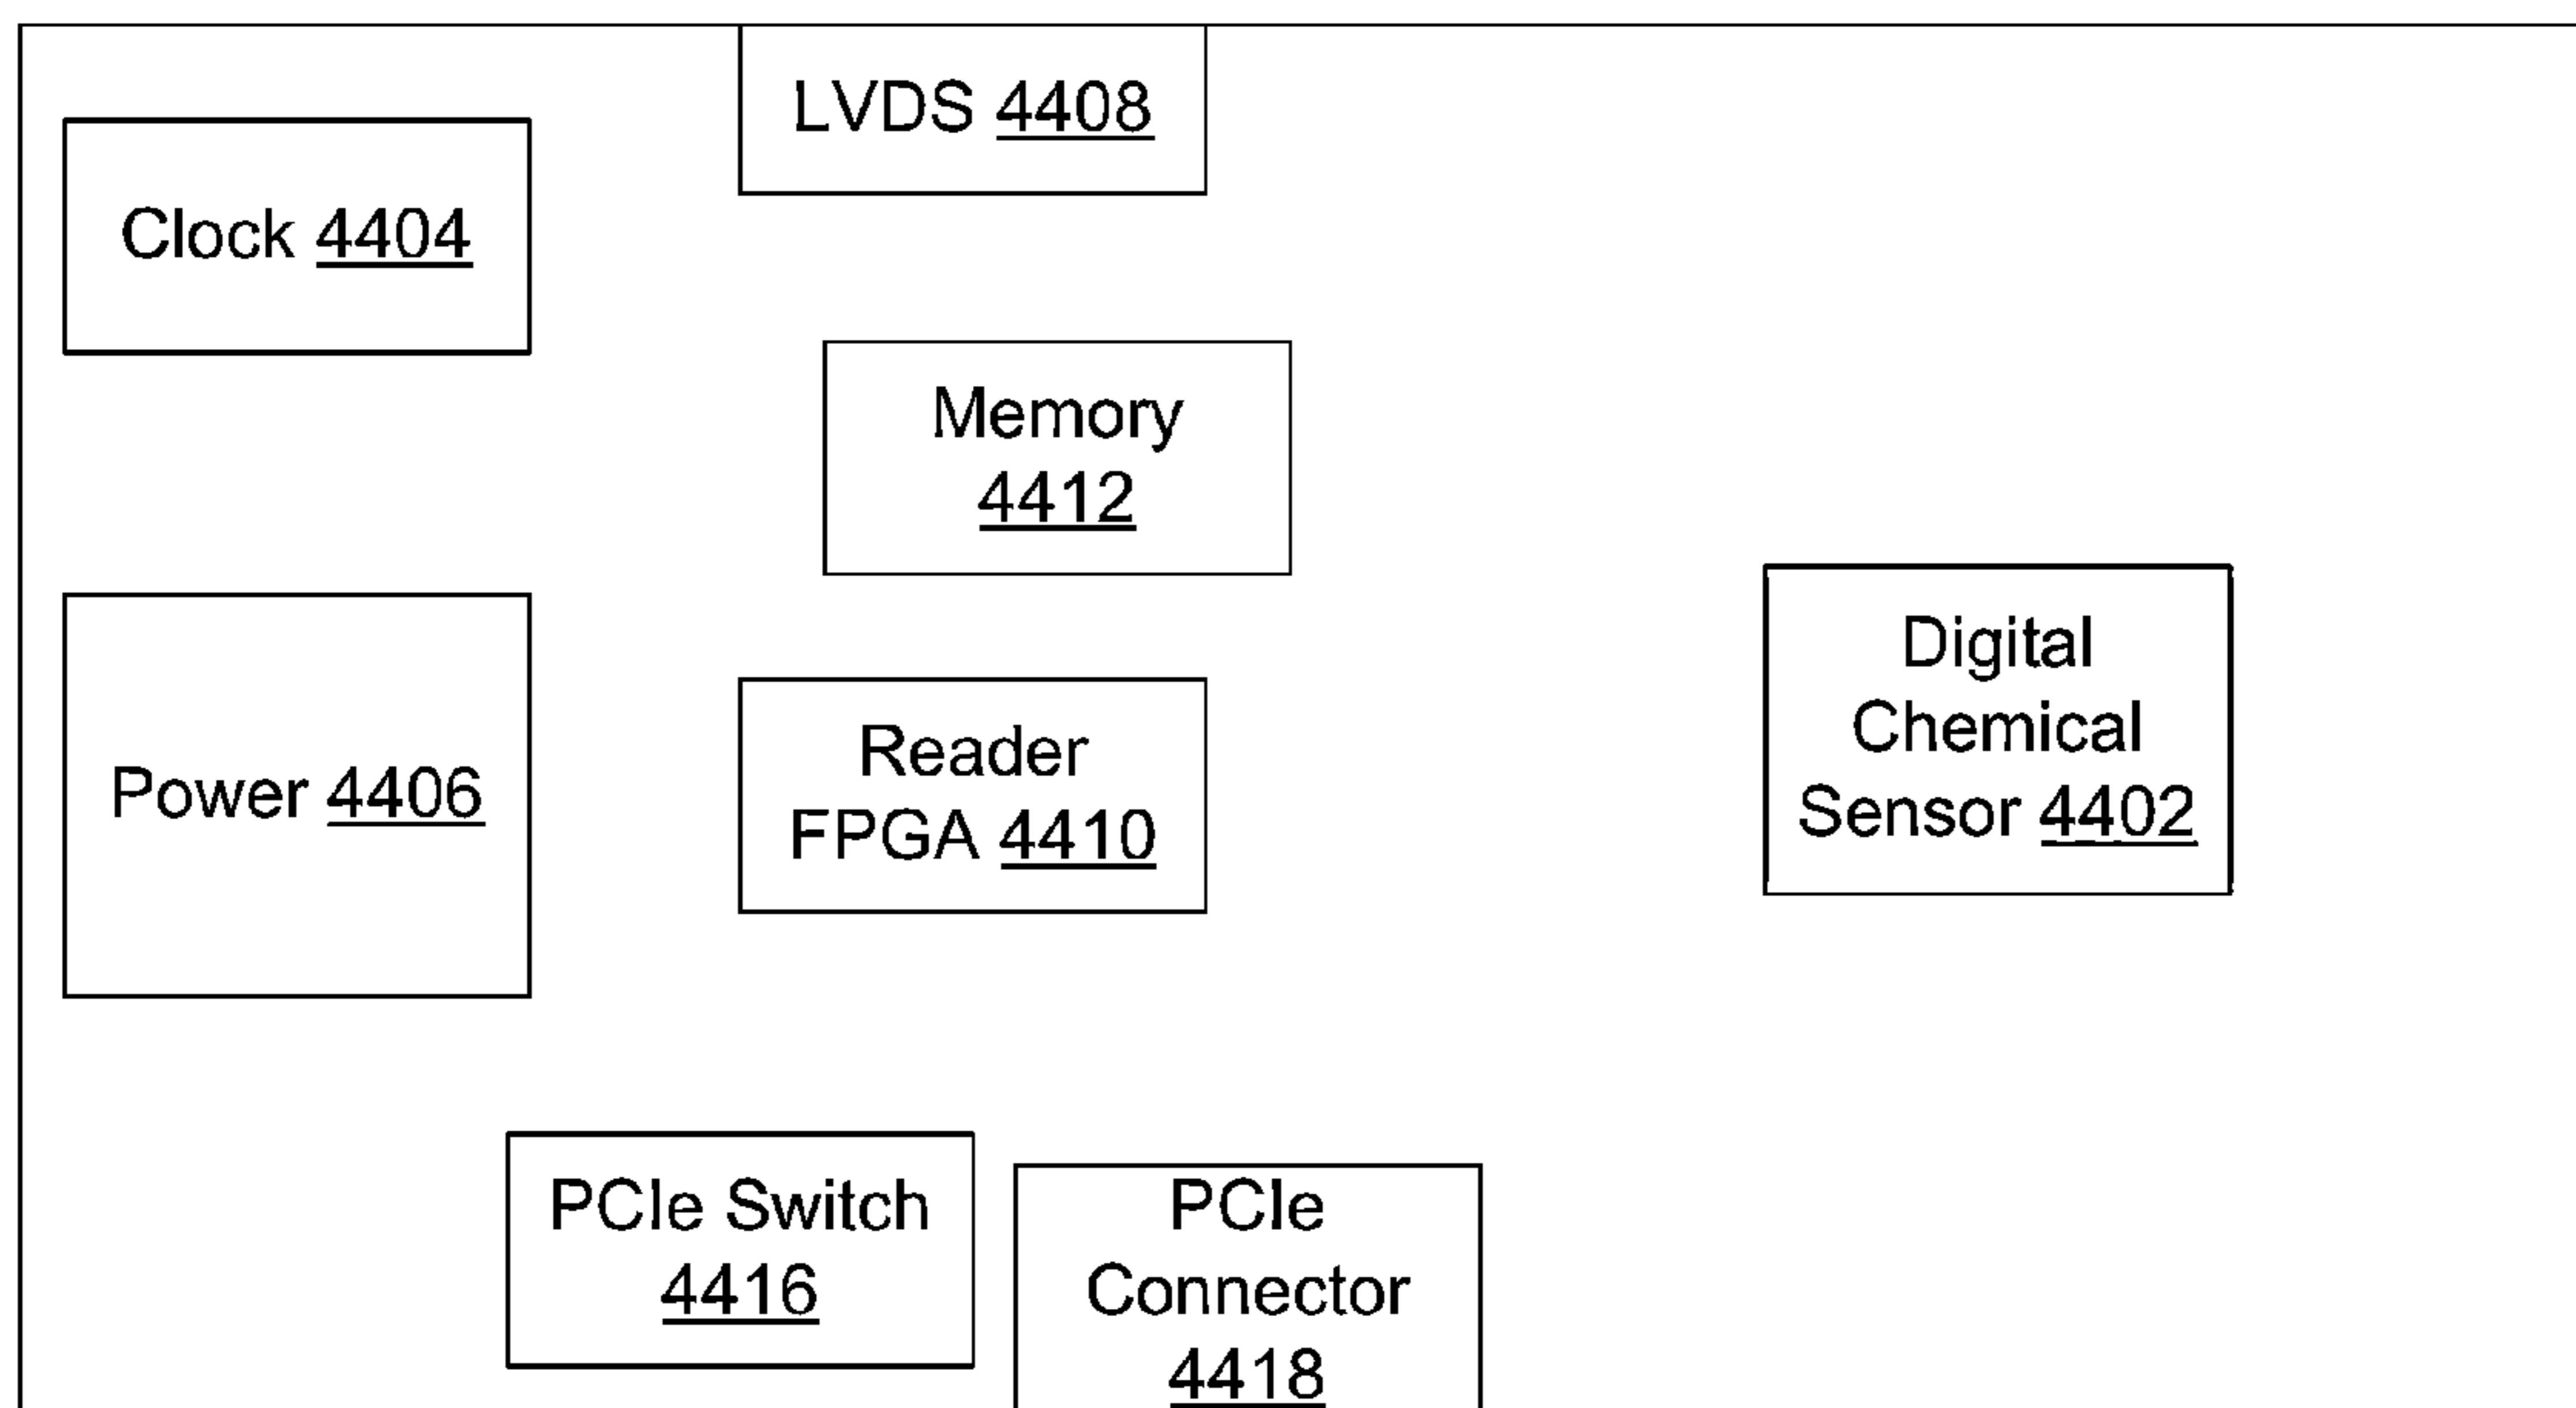 LVDS 4408
Clock 4404
Memory
4412
Digital
Chemical
Sensor 4402
Reader
FPGA 4410
Power 4406
PCIe Switch
4416
PCIe
Connector
4418